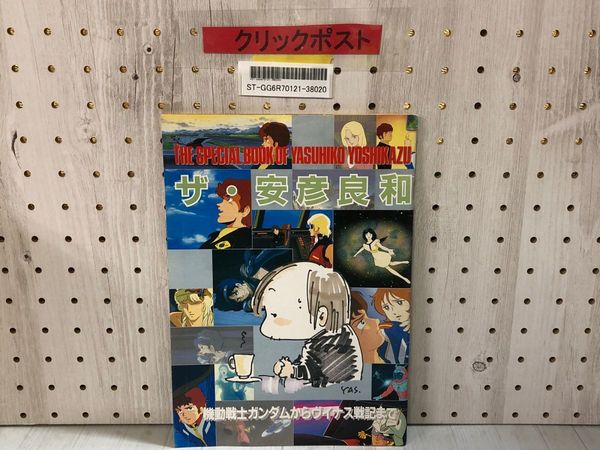 クリックポスト
ST-GG6R70121-38020
THE SPECIAL BOOK OF YASUHIKO YOSHIKAZU
ザ・安彦良和
YAS.
機動戦士ガンダムからヴイナス戦記まで